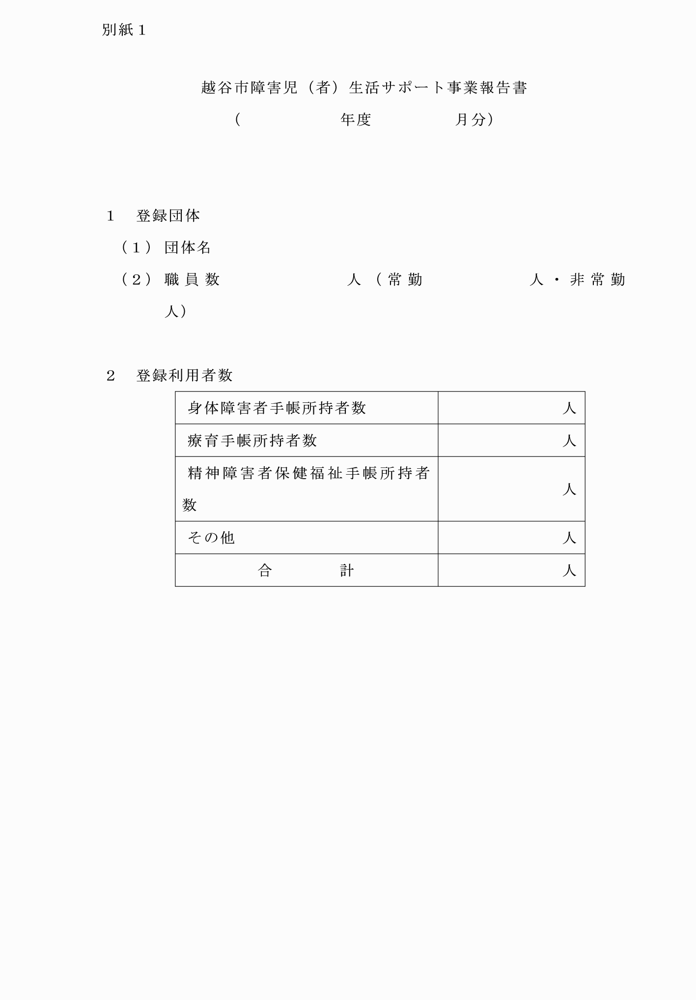 別紙１
越谷市障害児（者）生活サポート事業報告書
（　　　　　　年度　　　　　月分）
１　登録団体
（１）団体名
（２）職員数　　　　　　人（常勤　　　　　人・非常勤
人）
２　登録利用者数
身体障害者手帳所持者数　人
療育手帳所持者数　人
精神障害者保健福祉手帳所持者
数　人
その他　人
合　　　　計　人